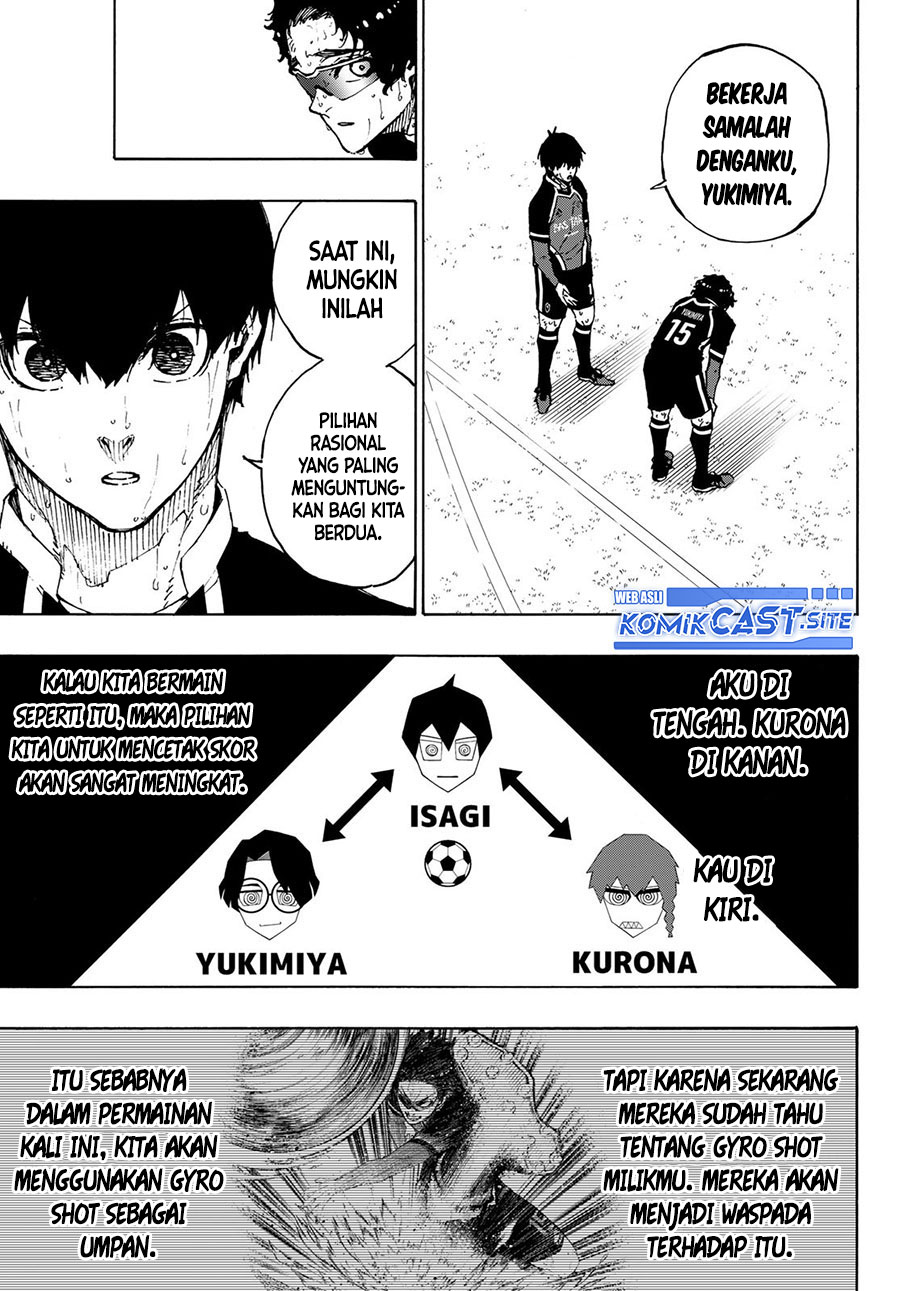 BEKERJA
SAMALAH
DENGANKU,
YUKIMIYA.
YUKIMIYA
15
SAAT INI,
MUNGKIN
INILAH
PILIHAN
RASIONAL
YANG PALING
MENGUNTUNG-
KAN BAGI KITA
BERDUA.
WEB ASLI
KOMIKCAST.SITE
AKU DI
TENGAH. KURONA
DI KANAN.
KAU DI
KIRI.
KALAU KITA BERMAIN
SEPERTI ITU, MAKA PILIHAN
KITA UNTUK MENCETAK SKOR
AKAN SANGAT MENINGKAT.
ISAGI
YUKIMIYA
KURONA
TAPI KARENA SEKARANG
MEREKA SUDAH TAHU
TENTANG GYRO SHOT
MILIKMU. MEREKA AKAN
MENJADI WASPADA
TERHADAP ITU.
ITU SEBABNYA
DALAM PERMAINAN
KALI INI, KITA AKAN
MENGGUNAKAN GYRO
SHOT SEBAGAI
UMPAN.